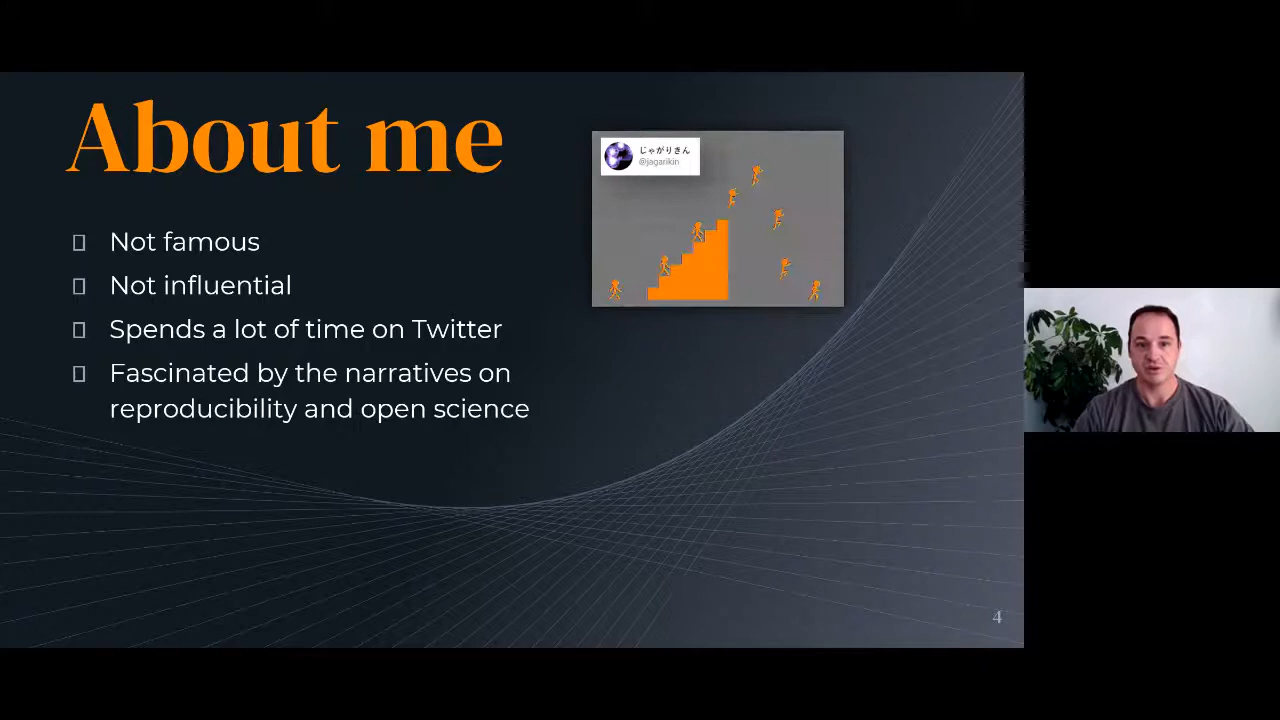 About me
Not famous
Not influential
Spends a lot of time on Twitter
Fascinated by the narratives on
reproducibility and open science
じゃがりきん
@jagarikin
4